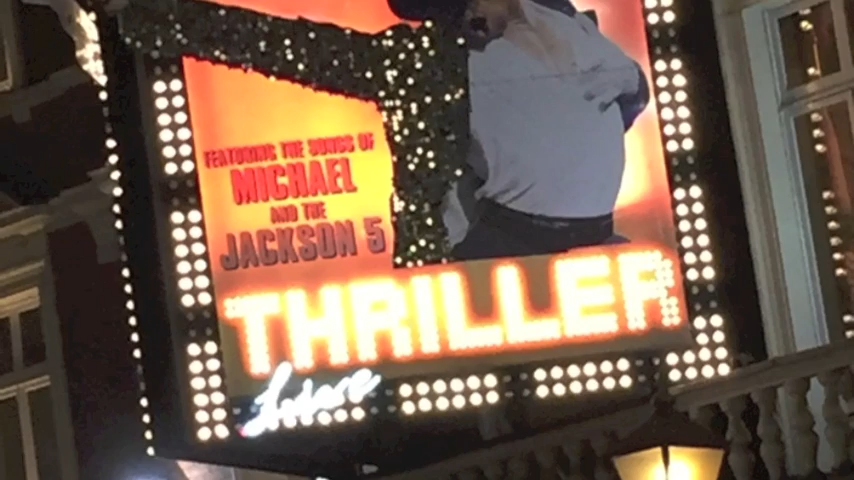 FEATURING THE SONGS OF
MICHAEL
AND THE
JACKSON 5
THRILLER
Live